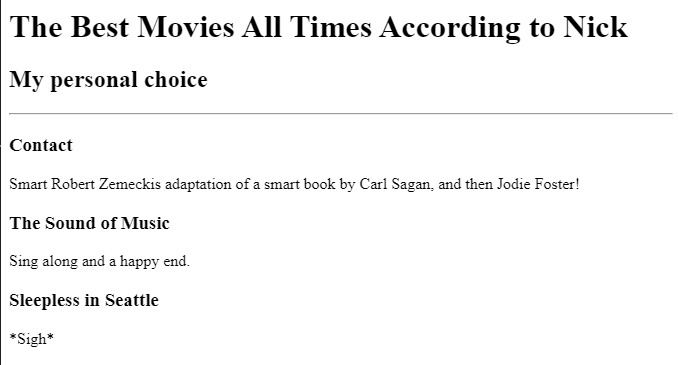 The Best Movies All Times According to Nick
My personal choice
Contact
Smart Robert Zemeckis adaptation of a smart book by Carl Sagan, and then Jodie Foster!
The Sound of Music
Sing along and a happy end.
Sleepless in Seattle
*Sigh*